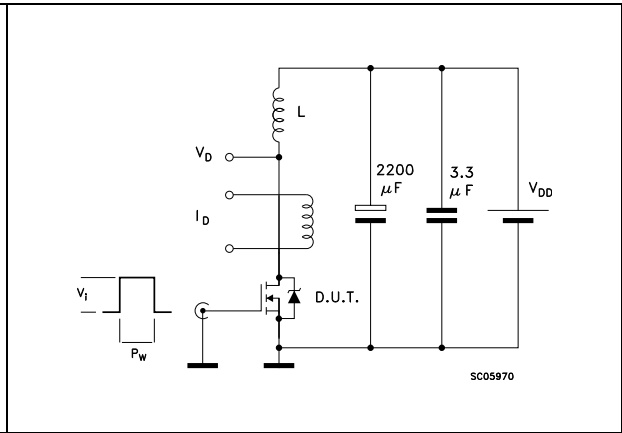 L
V_D
2200
μF
3.3
μF
V_DD
I_D
V_i
D.U.T.
P_W
SC05970